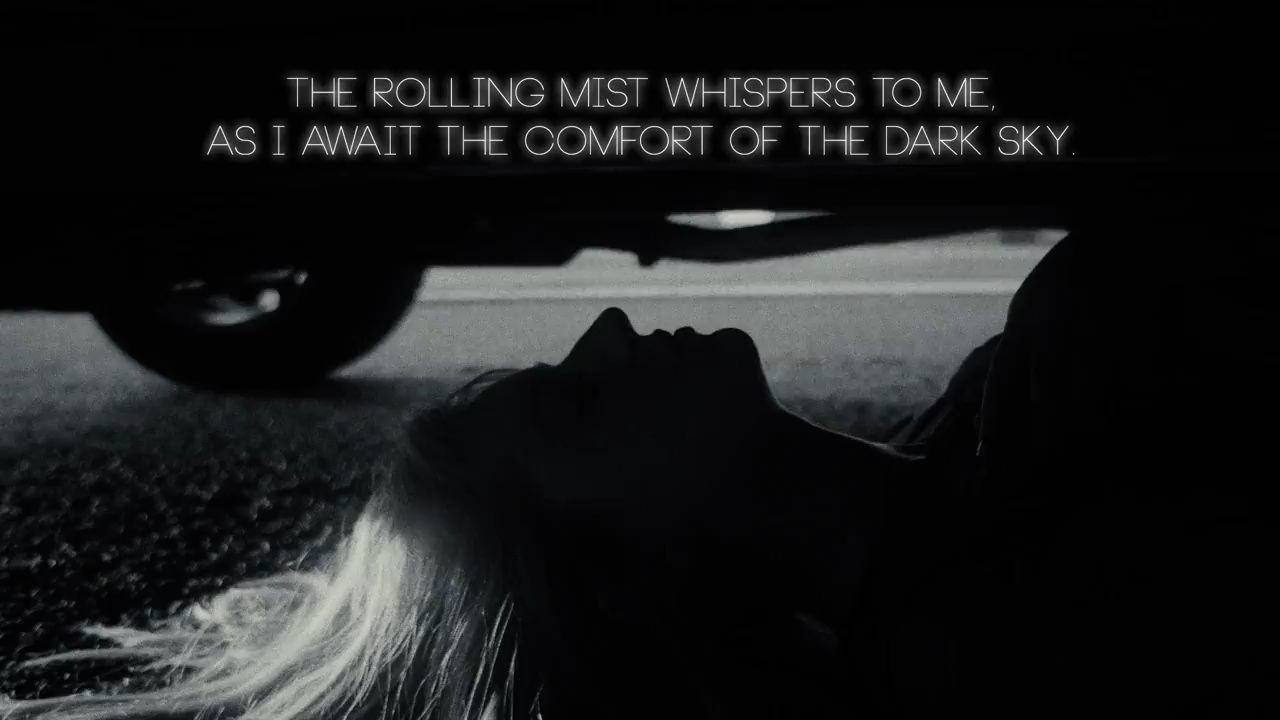 THE ROLLING MIST WHISPERS TO ME,
AS I AWAIT THE COMFORT OF THE DARK SKY.